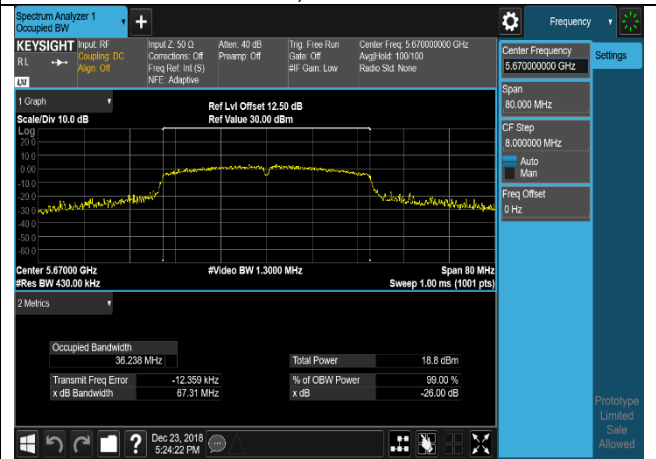 Spectrum Analyzer 1
Occupied BW
+
Frequency
KEYSIGHT
RL
LXI
Input: RF
Coupling: DC
Align: Off
Input Z: 50 Ω
Corrections: Off
Freq Ref: Int (S)
NFE: Adaptive
Atten: 40 dB
Preamp: Off
Trig: Free Run
Gate: Off
#IF Gain: Low
Center Freq: 5.670000000 GHz
Avg|Hold: 100/100
Radio Std: None
Center Frequency
5.670000000 GHz
Settings
Span
80.000 MHz
CF Step
8.000000 MHz
Auto
Man
Freq Offset
0 Hz
1 Graph
Scale/Div 10.0 dB
Ref Lvl Offset 12.50 dB
Ref Value 30.00 dBm
Log
20.0
10.0
0.00
-10.0
-20.0
-30.0
-40.0
-50.0
-60.0
Center 5.67000 GHz
#Res BW 430.00 kHz
#Video BW 1.3000 MHz
Span 80 MHz
Sweep 1.00 ms (1001 pts)
2 Metrics
Occupied Bandwidth
36.238 MHz
Total Power 18.8 dBm
Transmit Freq Error -12.359 kHz
% of OBW Power 99.00 %
x dB Bandwidth 67.31 MHz
x dB -26.00 dB
Prototype
Limited
Sale
Allowed
?
Dec 23, 2018
5:24:22 PM